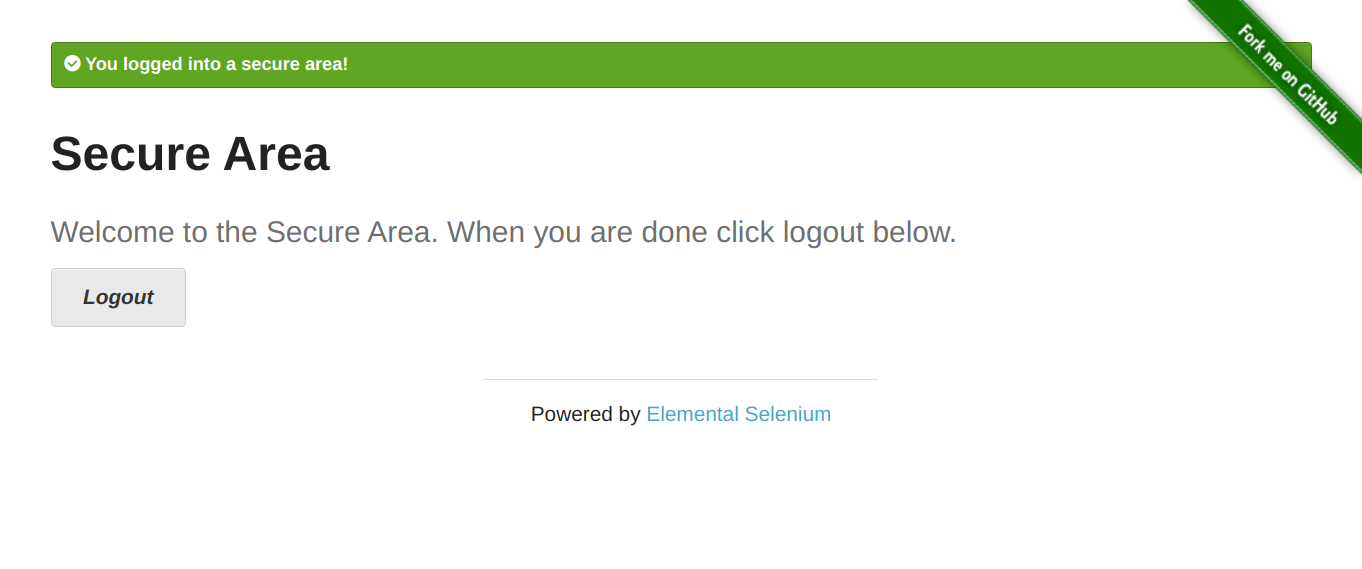 You logged into a secure area!
Fork me on GitHub
Secure Area
Welcome to the Secure Area. When you are done click logout below.
Logout
Powered by Elemental Selenium